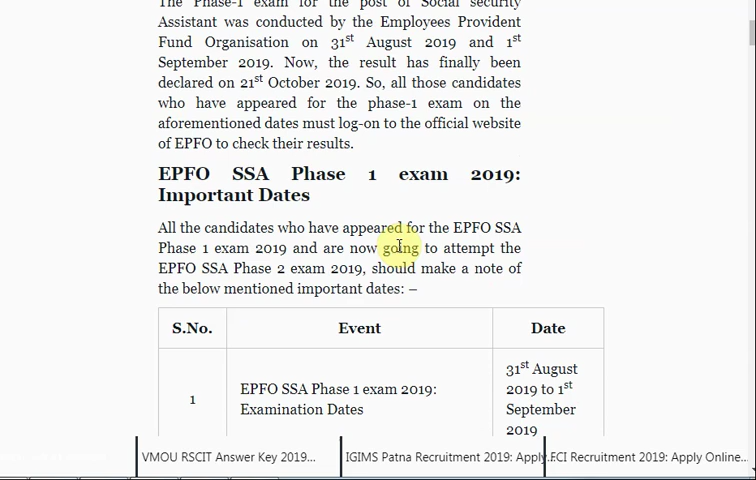 The Phase-1 exam for the post of Social security
Assistant was conducted by the Employees Provident
Fund Organisation on 31st August 2019 and 1st
September 2019. Now, the result has finally been
declared on 21st October 2019. So, all those candidates
who have appeared for the phase-1 exam on the
aforementioned dates must log-on to the official website
of EPFO to check their results.
EPFO SSA Phase 1 exam 2019:
Important Dates
All the candidates who have appeared for the EPFO SSA
Phase 1 exam 2019 and are now going to attempt the
EPFO SSA Phase 2 exam 2019, should make a note of
the below mentioned important dates: –
S.No. Event Date
1 EPFO SSA Phase 1 exam 2019: Examination Dates 31st August 2019 to 1st September 2019
VMOU RSCIT Answer Key 2019... IGIMS Patna Recruitment 2019: Apply... FCI Recruitment 2019: Apply Online...